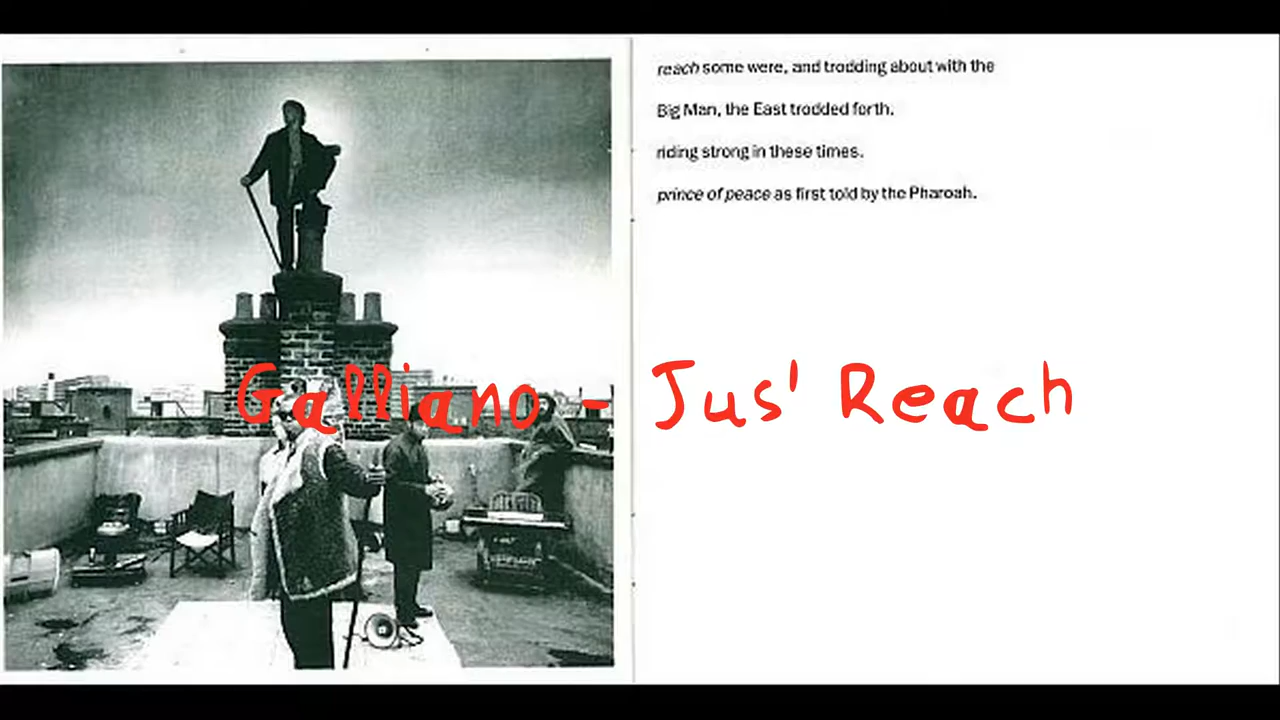 reach some were, and trodding about with the
Big Man, the East trodded forth.
riding strong in these times.
prince of peace as first told by the Pharoah.
Galliano - Jus' Reach